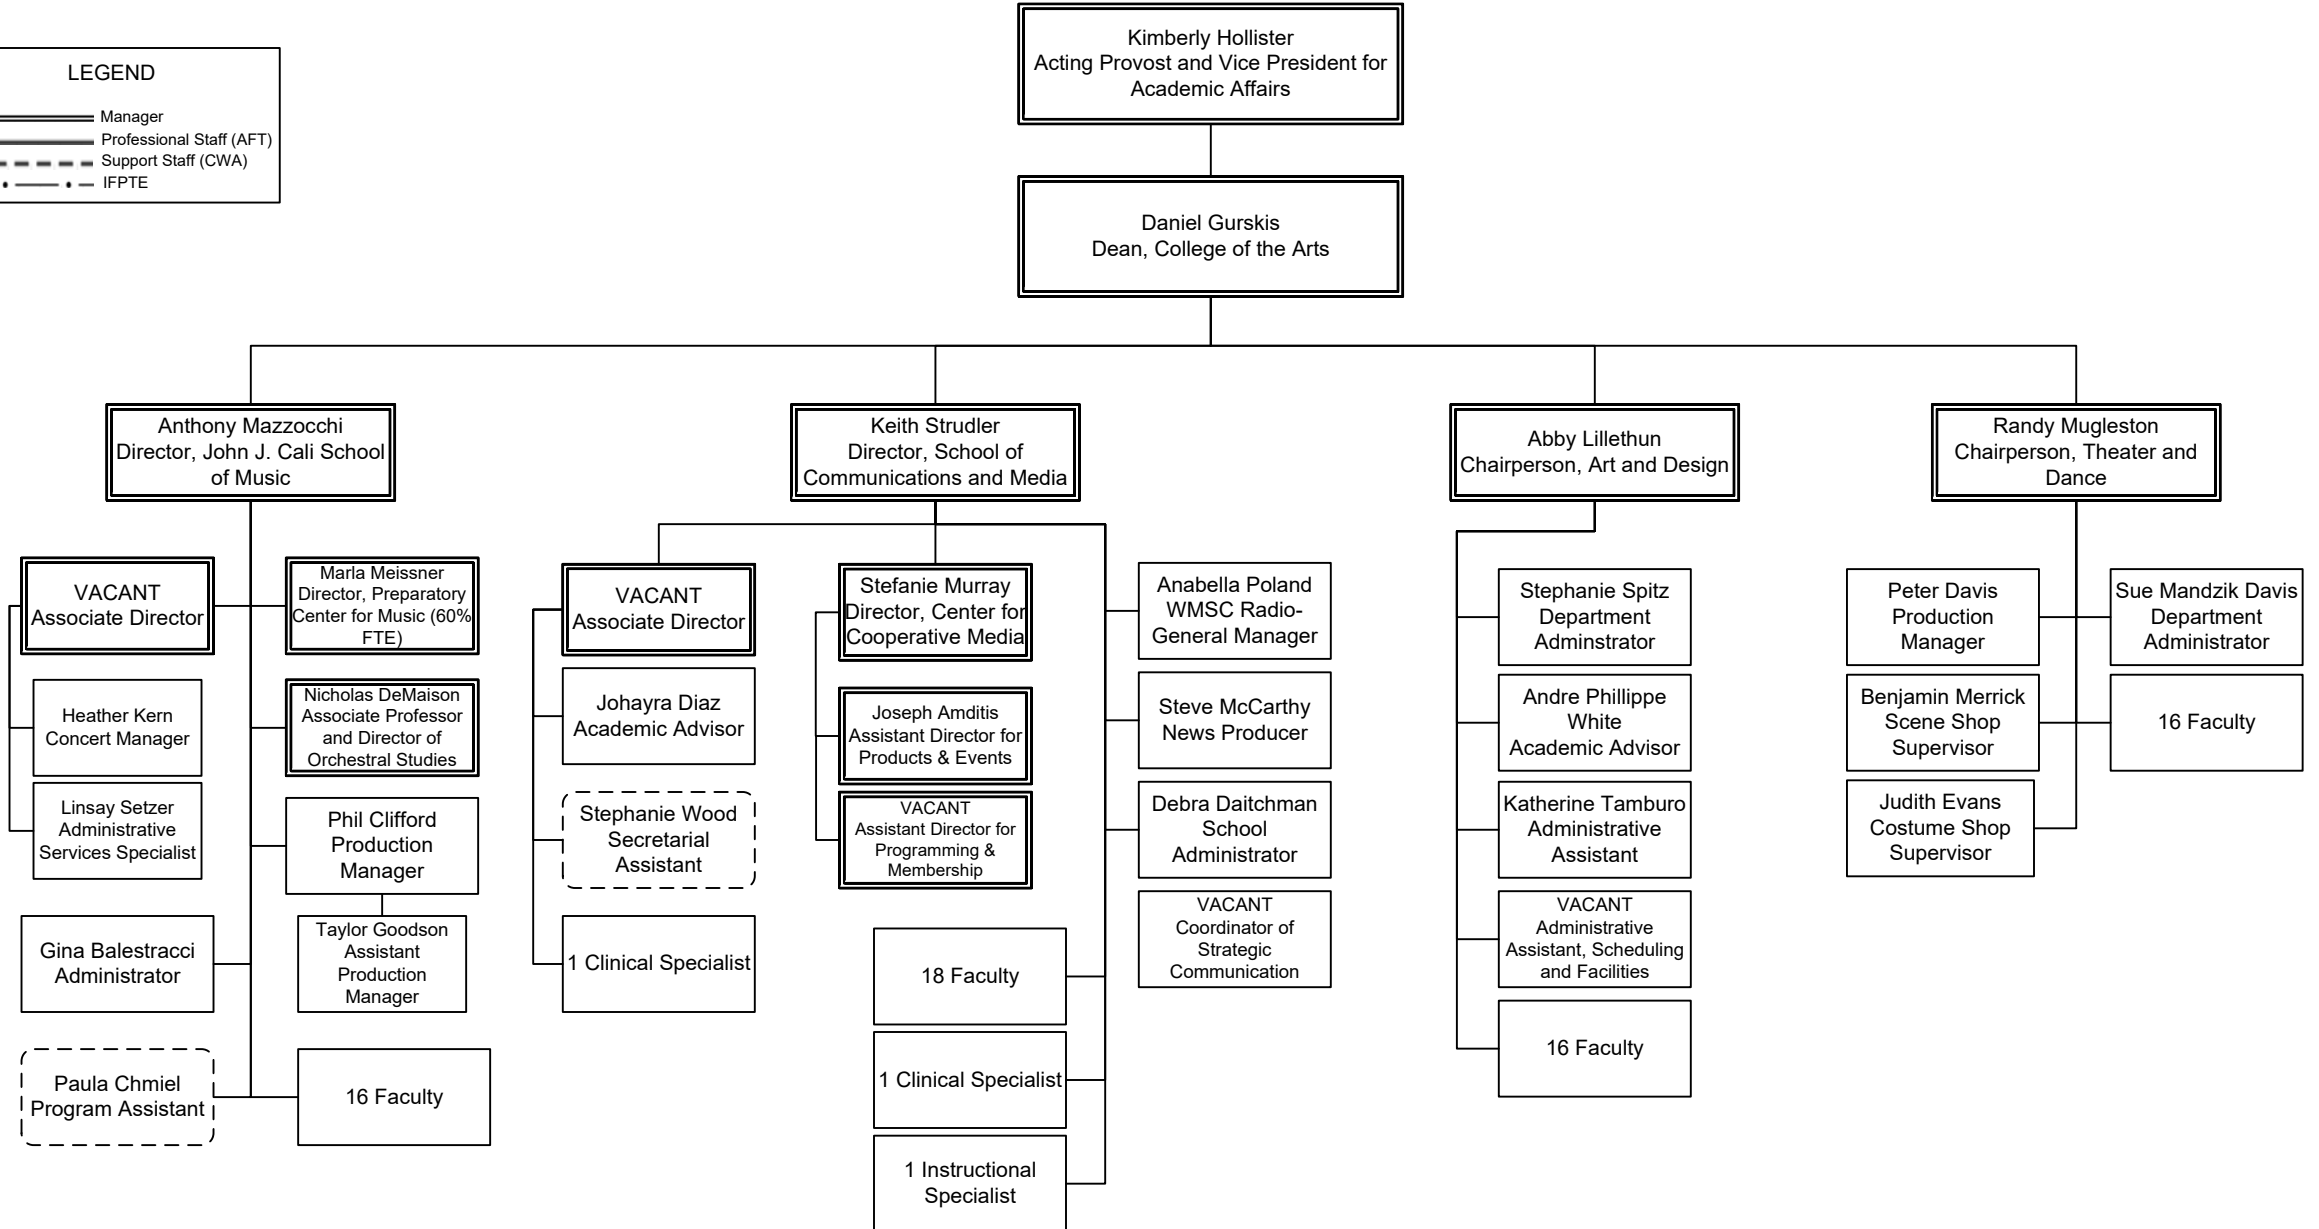 Kimberly Hollister
Acting Provost and Vice President for
Academic Affairs
LEGEND
Manager
Professional Staff (AFT)
Support Staff (CWA)
IFPTE
Daniel Gurskis
Dean, College of the Arts
Anthony Mazzocchi
Director, John J. Cali School
of Music
Keith Strudler
Director, School of
Communications and Media
Abby Lillethun
Chairperson, Art and Design
Randy Mugleston
Chairperson, Theater and
Dance
VACANT
Associate Director
Marla Meissner
Director, Preparatory
Center for Music (60%
FTE)
Heather Kern
Concert Manager
Nicholas DeMaison
Associate Professor
and Director of
Orchestral Studies
Linsay Setzer
Administrative
Services Specialist
Phil Clifford
Production
Manager
Gina Balestracci
Administrator
Taylor Goodson
Assistant
Production
Manager
Paula Chmiel
Program Assistant
16 Faculty
VACANT
Associate Director
Johayra Diaz
Academic Advisor
Stephanie Wood
Secretarial
Assistant
1 Clinical Specialist
Stefanie Murray
Director, Center for
Cooperative Media
Joseph Amditis
Assistant Director for
Products & Events
VACANT
Assistant Director for
Programming &
Membership
18 Faculty
1 Clinical Specialist
1 Instructional
Specialist
Anabella Poland
WMSC Radio-
General Manager
Steve McCarthy
News Producer
Debra Daitchman
School
Administrator
VACANT
Coordinator of
Strategic
Communication
Stephanie Spitz
Department
Adminstrator
Andre Phillippe
White
Academic Advisor
Katherine Tamburo
Administrative
Assistant
VACANT
Administrative
Assistant, Scheduling
and Facilities
16 Faculty
Peter Davis
Production
Manager
Sue Mandzik Davis
Department
Administrator
Benjamin Merrick
Scene Shop
Supervisor
16 Faculty
Judith Evans
Costume Shop
Supervisor